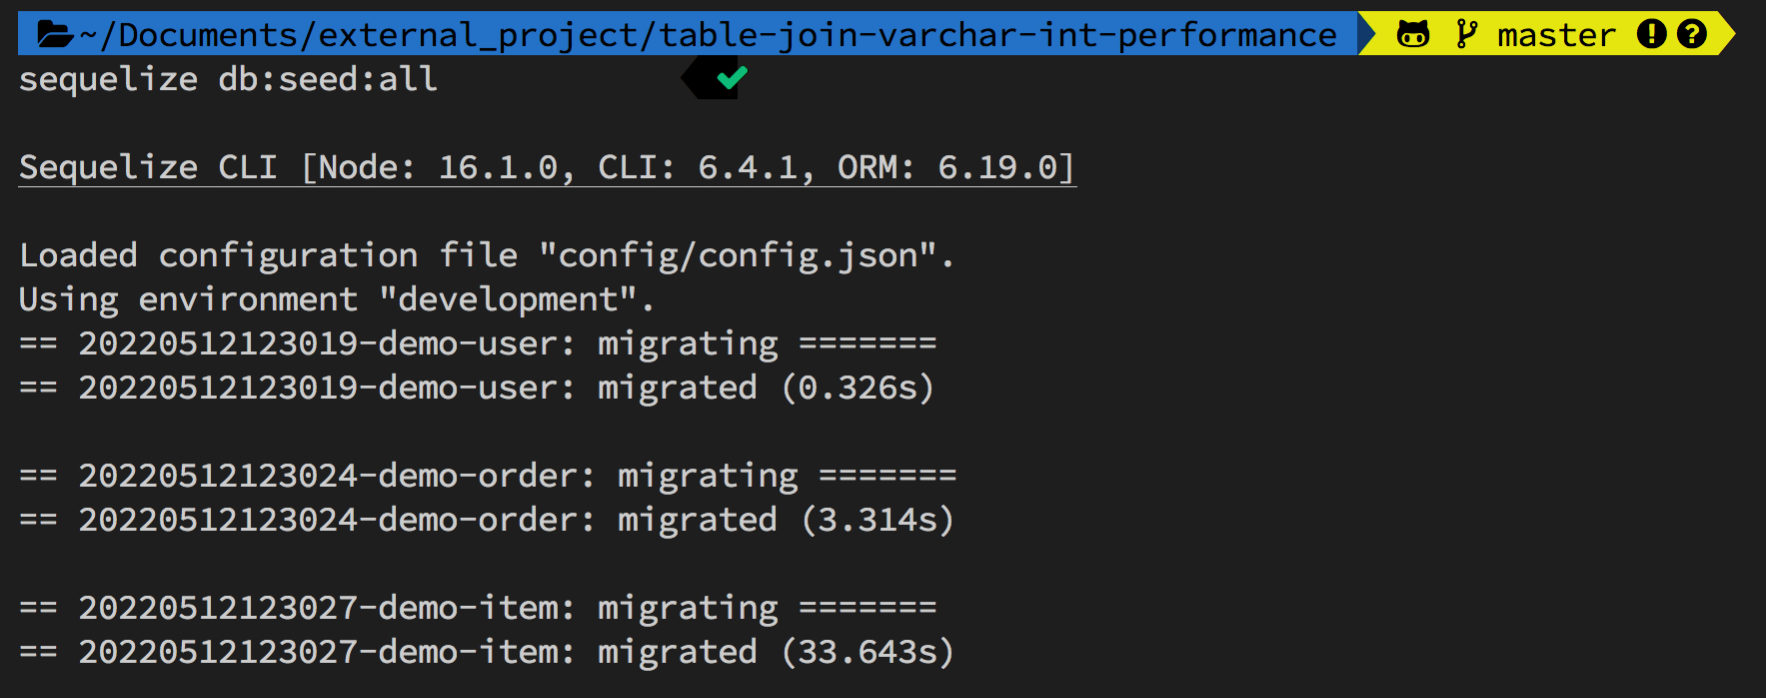 ~/Documents/external_project/table-join-varchar-int-performance master
sequelize db:seed:all
Sequelize CLI [Node: 16.1.0, CLI: 6.4.1, ORM: 6.19.0]
Loaded configuration file "config/config.json".
Using environment "development".
== 20220512123019-demo-user: migrating =======
== 20220512123019-demo-user: migrated (0.326s)
== 20220512123024-demo-order: migrating =======
== 20220512123024-demo-order: migrated (3.314s)
== 20220512123027-demo-item: migrating =======
== 20220512123027-demo-item: migrated (33.643s)